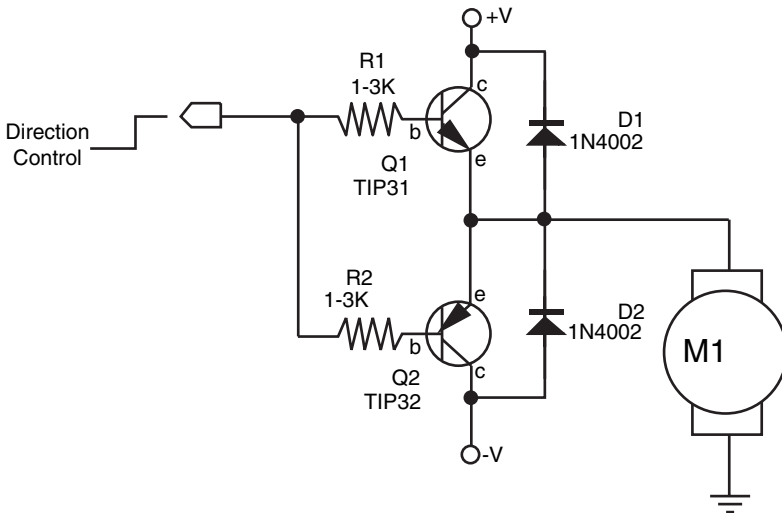 +V
R1
1-3K
c
D1
1N4002
Direction
Control
b
Q1
TIP31
e
R2
1-3K
e
D2
1N4002
b
M1
Q2
TIP32
c
-V